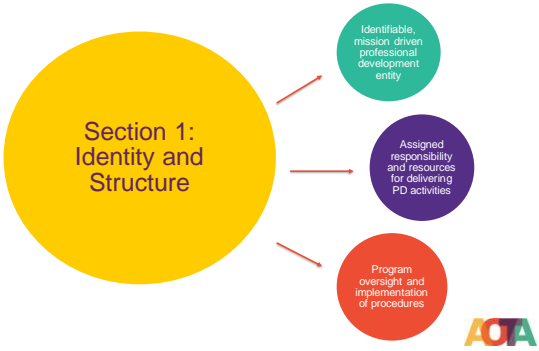 Section 1:
Identity and
Structure
Identifiable,
mission driven
professional
development
entity
Assigned
responsibility
and resources
for delivering
PD activities
Program
oversight and
implementation
of procedures
AOTA